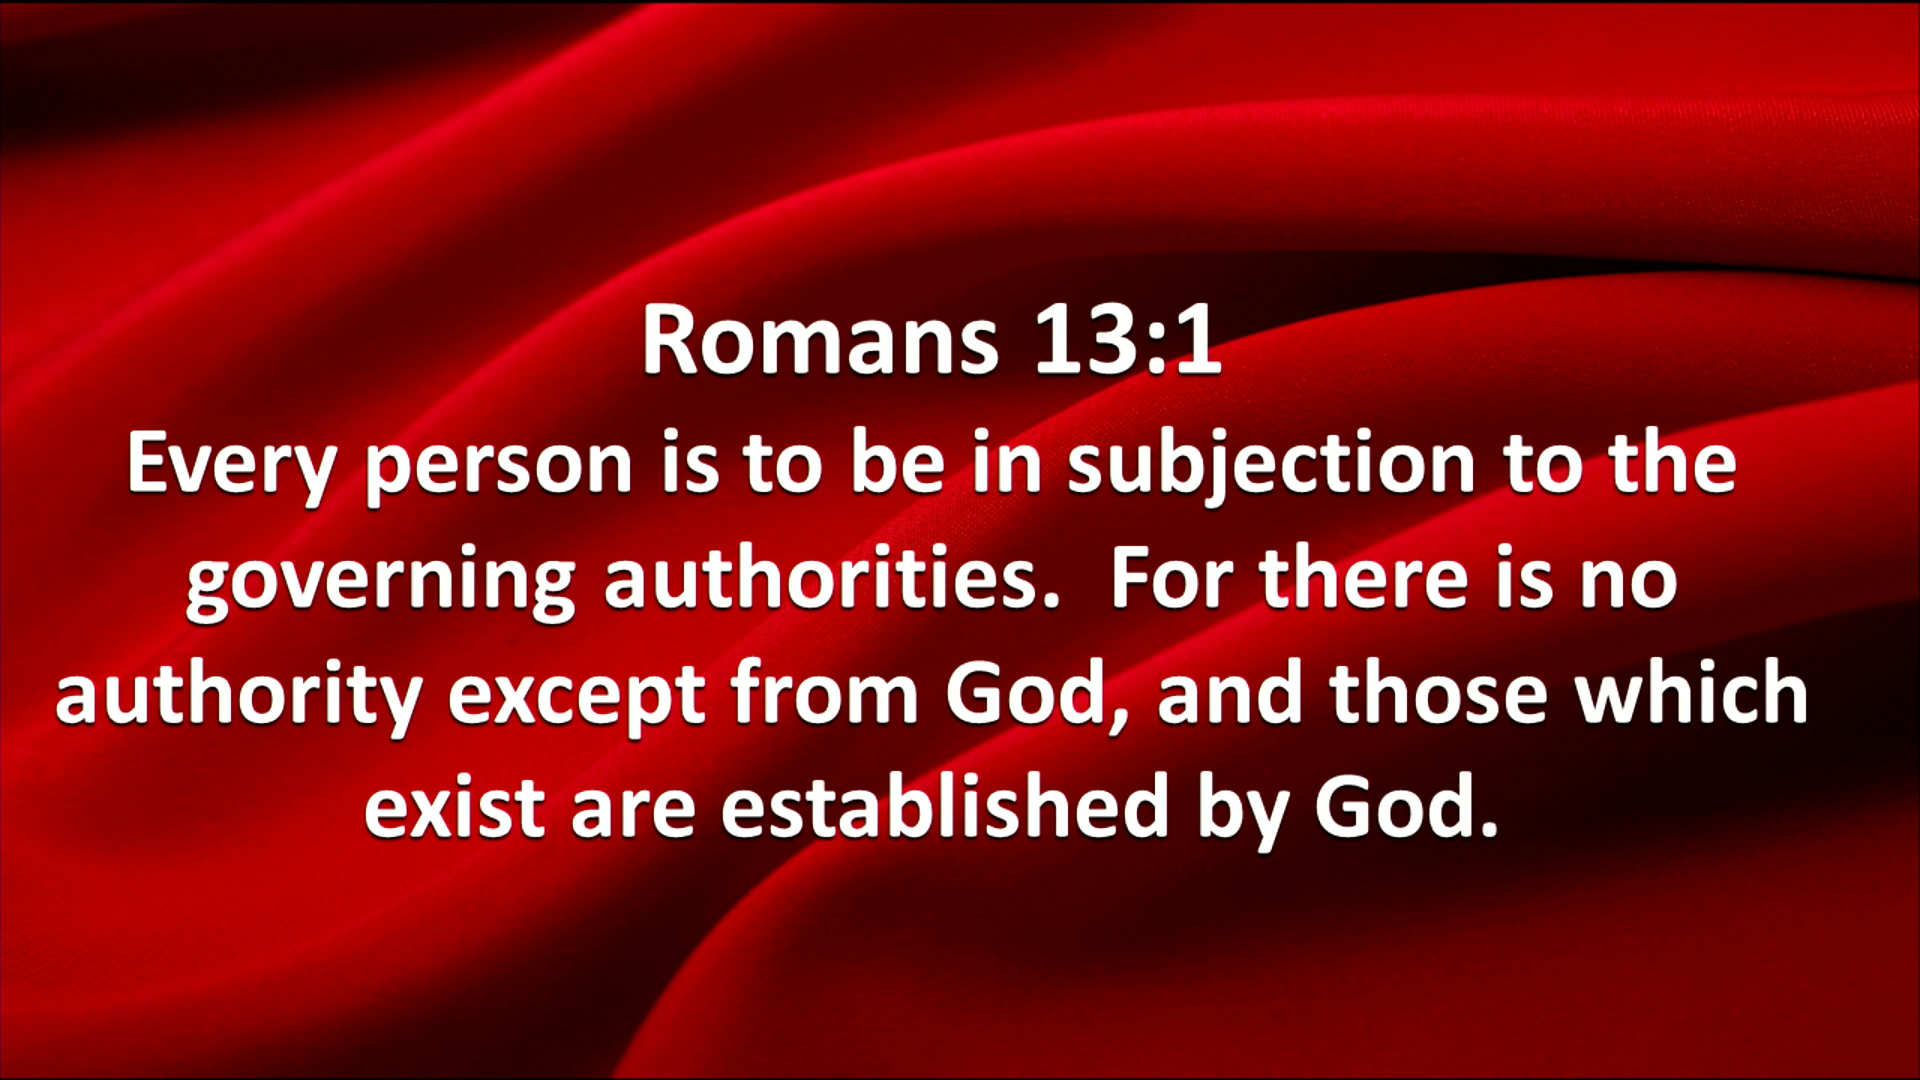 Romans 13:1
Every person is to be in subjection to the
governing authorities.  For there is no
authority except from God, and those which
exist are established by God.